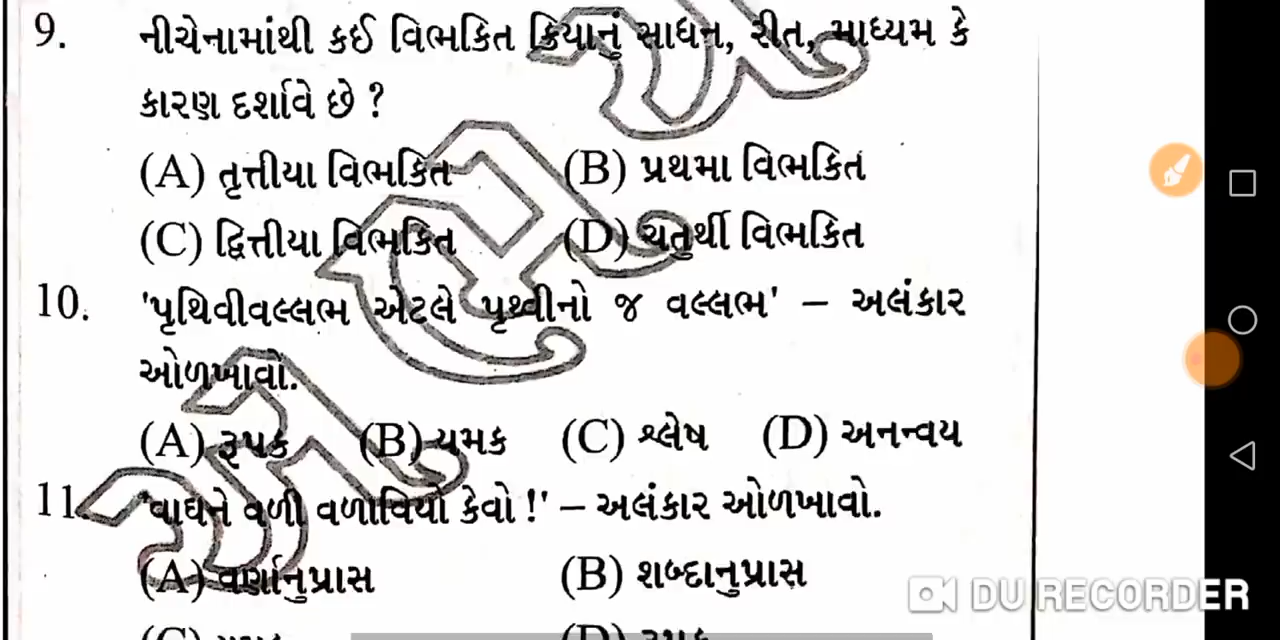 9. નીચેનામાંથી કઈ વિભકિત ક્રિયાનું સાધન, રીત, માધ્યમ કે
કારણ દર્શાવે છે ?
(A) તૃત્તીયા વિભકિત (B) પ્રથમા વિભકિત
(C) દ્વિત્તીયા વિભકિત (D) ચતુર્થી વિભકિત
10. 'પૃથિવીવલ્લભ એટલે પૃથ્વીનો જ વલ્લભ' – અલંકાર
ઓળખાવો.
(A) રૂપક (B) યમક (C) શ્લેષ (D) અનન્વય
11. 'વાઘને વળી વળાવિયો કેવો !' – અલંકાર ઓળખાવો.
(A) વર્ણાનુપ્રાસ (B) શબ્દાનુપ્રાસ
(C) (D)
DU RECORDER